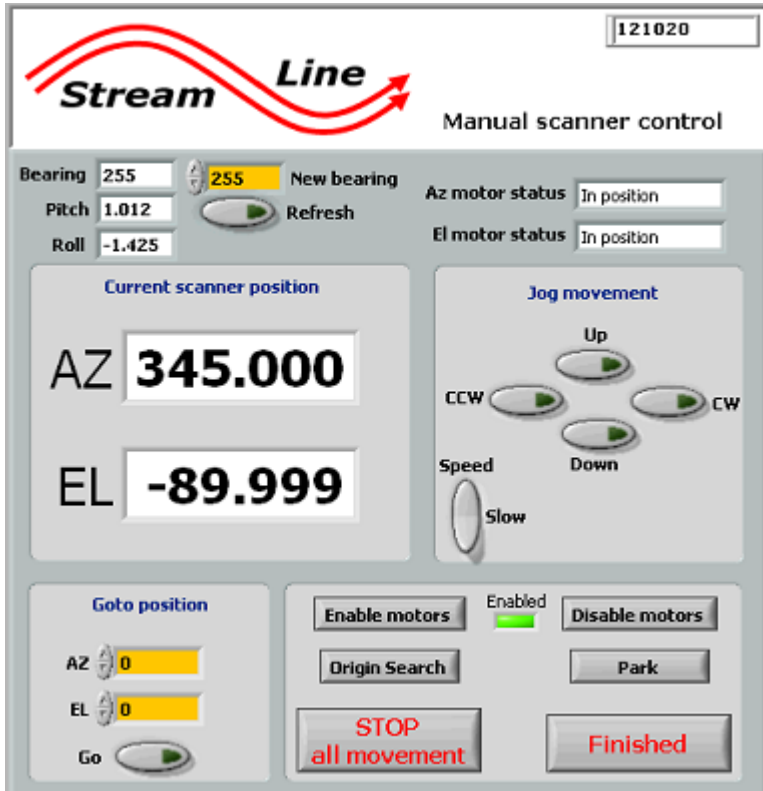 121020
Stream Line
Manual scanner control
Bearing 255 255 New bearing
Pitch 1.012 Refresh
Roll -1.425
Az motor status In position
El motor status In position
Current scanner position
AZ 345.000
EL -89.999
Jog movement
Up
CCW CW
Down
Speed
Slow
Goto position
AZ 0
EL 0
Go
Enable motors Enabled Disable motors
Origin Search Park
STOP
all movement
Finished